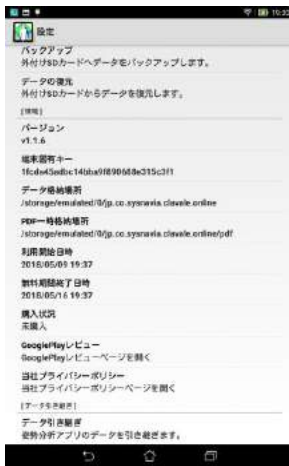 10:30
設定
バックアップ
外付けSDカードへデータをバックアップします。
データの復元
外付けSDカードからデータを復元します。
[情報]
バージョン
v1.1.6
端末固有キー
データ格納場所
/storage/emulated/0/jp.co.sysnavia.clavale.online
PDF一時格納場所
/storage/emulated/0/jp.co.sysnavia.clavale.online/pdf
利用開始日時
2018/05/09 19:37
無料期間終了日時
2018/05/16 19:37
購入状況
未購入
GooglePlayレビュー
GooglePlayレビューページを開く
当社プライバシーポリシー
当社プライバシーポリシーページを開く
[データ引き継ぎ]
データ引き継ぎ
姿勢分析アプリのデータを引き継ぎます。